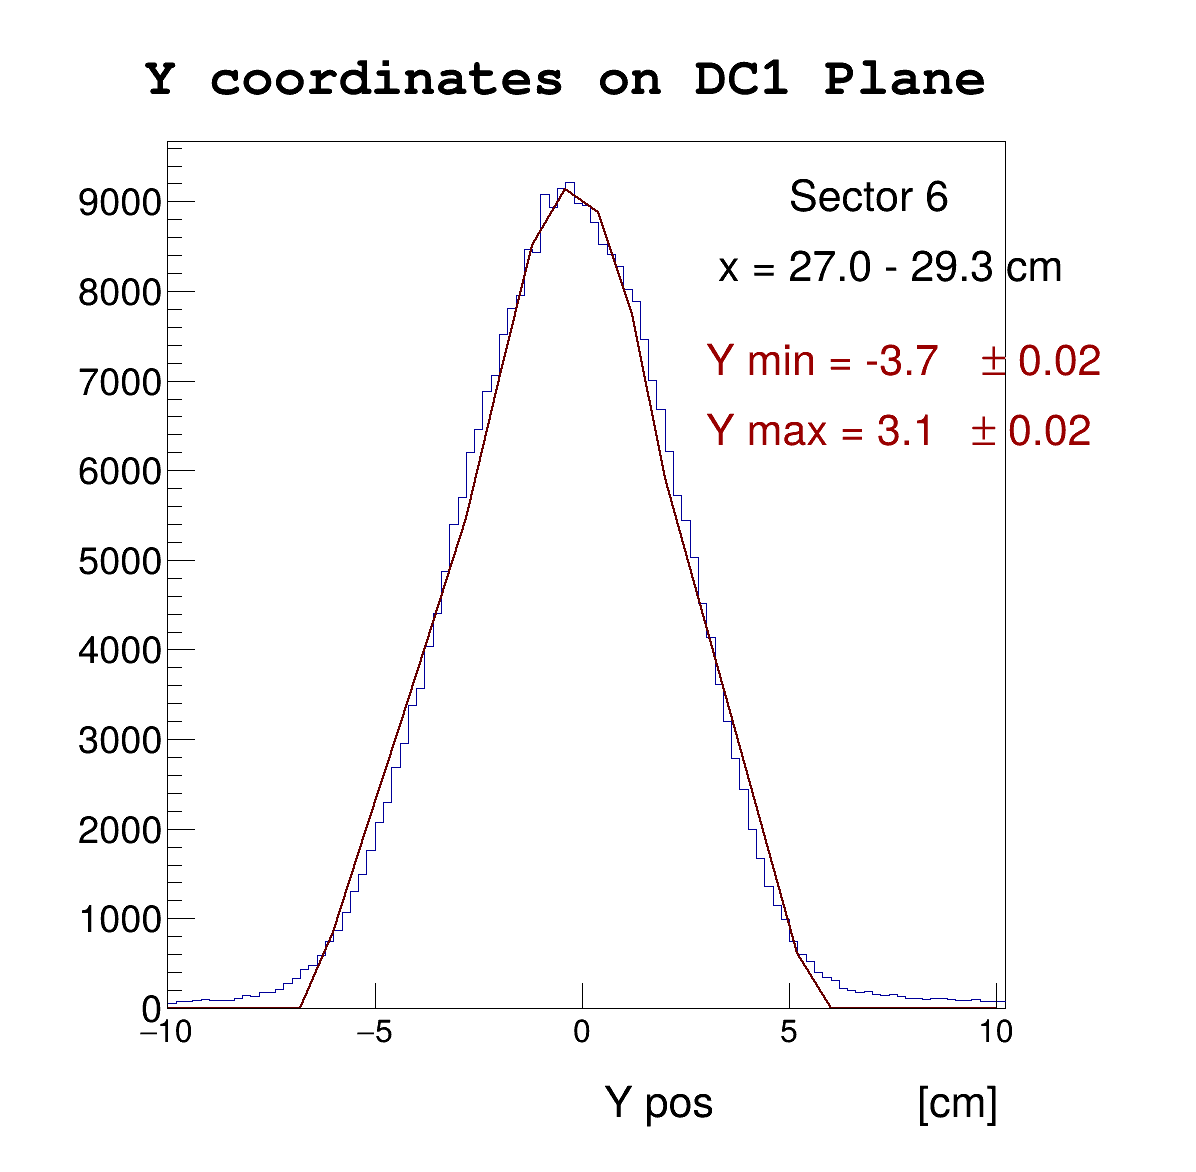 Y coordinates on DC1 Plane
Sector 6
x = 27.0 - 29.3 cm
Y min = -3.7 ± 0.02
Y max = 3.1 ± 0.02
9000
8000
7000
6000
5000
4000
3000
2000
1000
0
−10 −5 0 5 10
Y pos [cm]